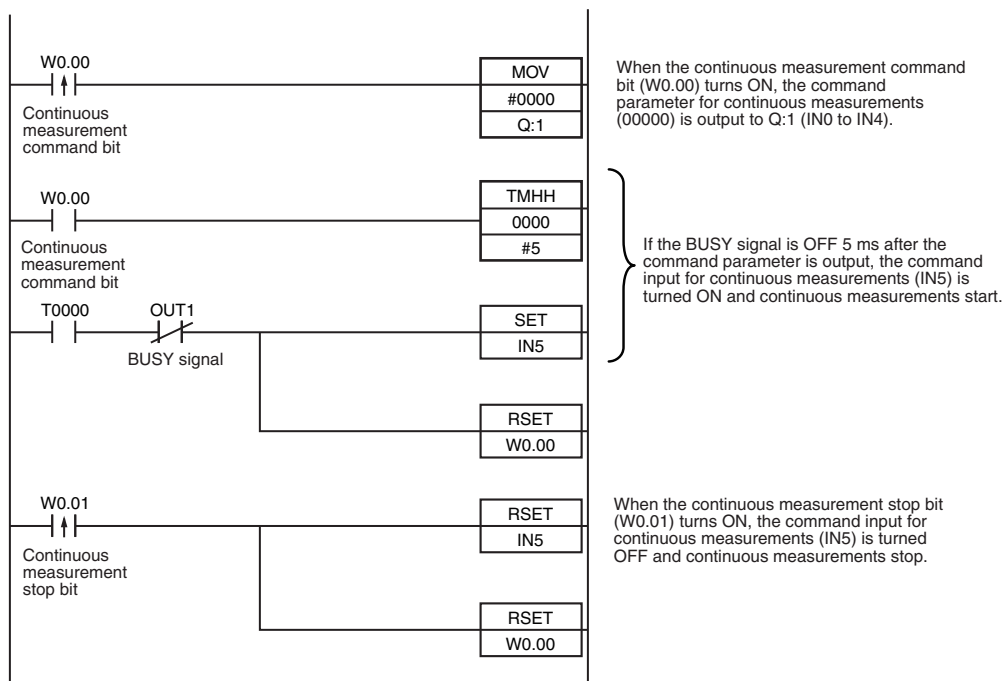 W0.00
MOV
#0000
Q:1
Continuous
measurement
command bit
When the continuous measurement command
bit (W0.00) turns ON, the command
parameter for continuous measurements
(00000) is output to Q:1 (IN0 to IN4).
W0.00
TMHH
0000
#5
Continuous
measurement
command bit
If the BUSY signal is OFF 5 ms after the
command parameter is output, the command
input for continuous measurements (IN5) is
turned ON and continuous measurements start.
T0000
OUT1
BUSY signal
SET
IN5
RSET
W0.00
W0.01
RSET
IN5
Continuous
measurement
stop bit
When the continuous measurement stop bit
(W0.01) turns ON, the command input for
continuous measurements (IN5) is turned
OFF and continuous measurements stop.
RSET
W0.00